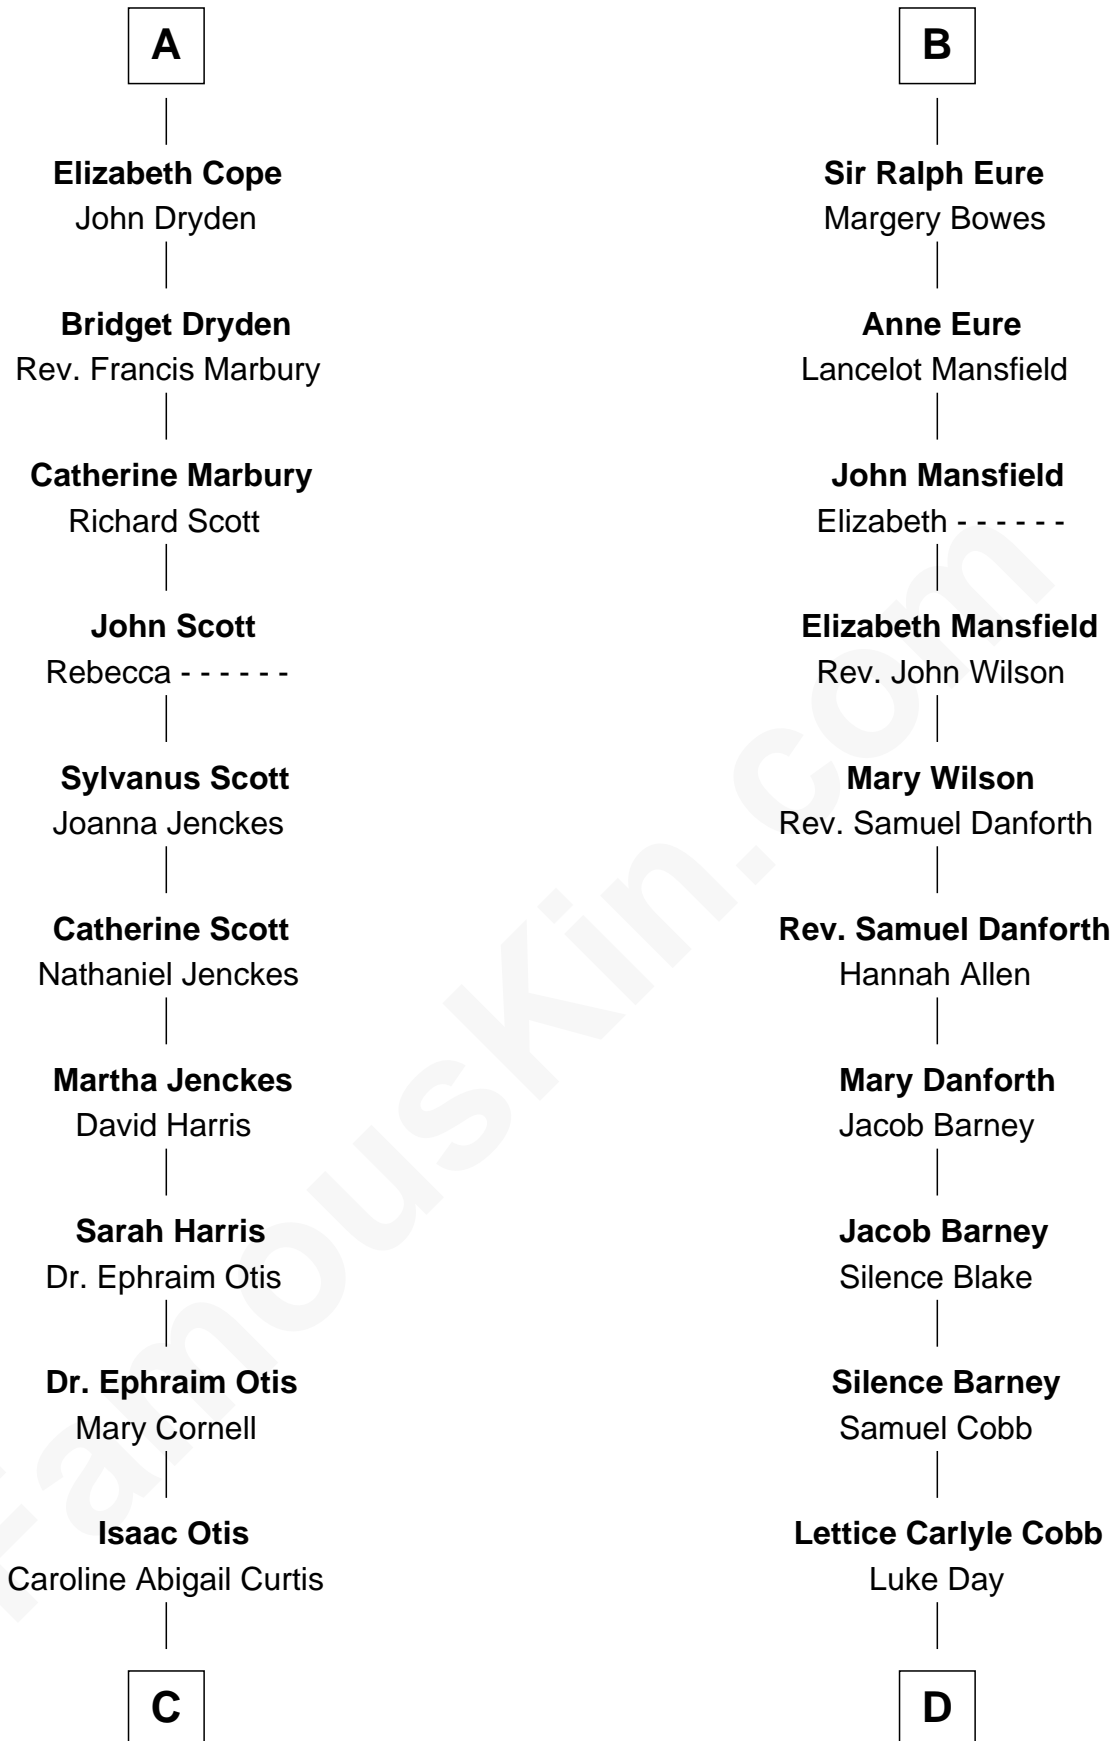 A
Elizabeth Cope
John Dryden
Bridget Dryden
Rev. Francis Marbury
Catherine Marbury
Richard Scott
John Scott
Rebecca - - - - - -
Sylvanus Scott
Joanna Jenckes
Catherine Scott
Nathaniel Jenckes
Martha Jenckes
David Harris
Sarah Harris
Dr. Ephraim Otis
Dr. Ephraim Otis
Mary Cornell
Isaac Otis
Caroline Abigail Curtis
C
B
Sir Ralph Eure
Margery Bowes
Anne Eure
Lancelot Mansfield
John Mansfield
Elizabeth - - - - - -
Elizabeth Mansfield
Rev. John Wilson
Mary Wilson
Rev. Samuel Danforth
Rev. Samuel Danforth
Hannah Allen
Mary Danforth
Jacob Barney
Jacob Barney
Silence Blake
Silence Barney
Samuel Cobb
Lettice Carlyle Cobb
Luke Day
D
FamousKin.com